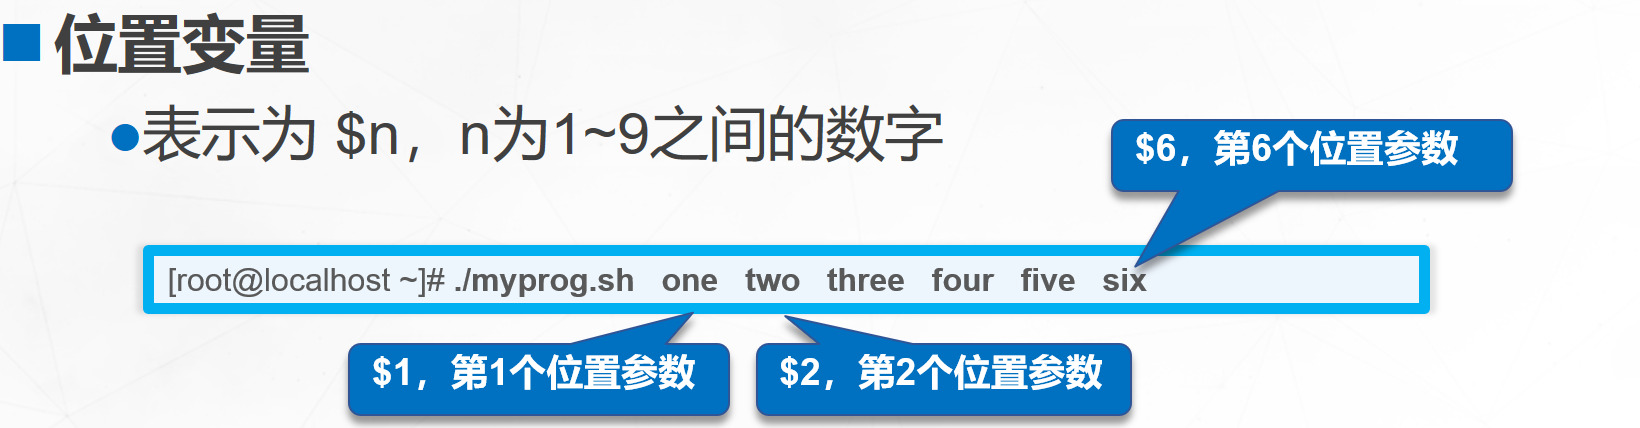 位置变量
表示为 $n，n为1~9之间的数字
$6，第6个位置参数
[root@localhost ~]# ./myprog.sh one two three four five six
$1，第1个位置参数
$2，第2个位置参数